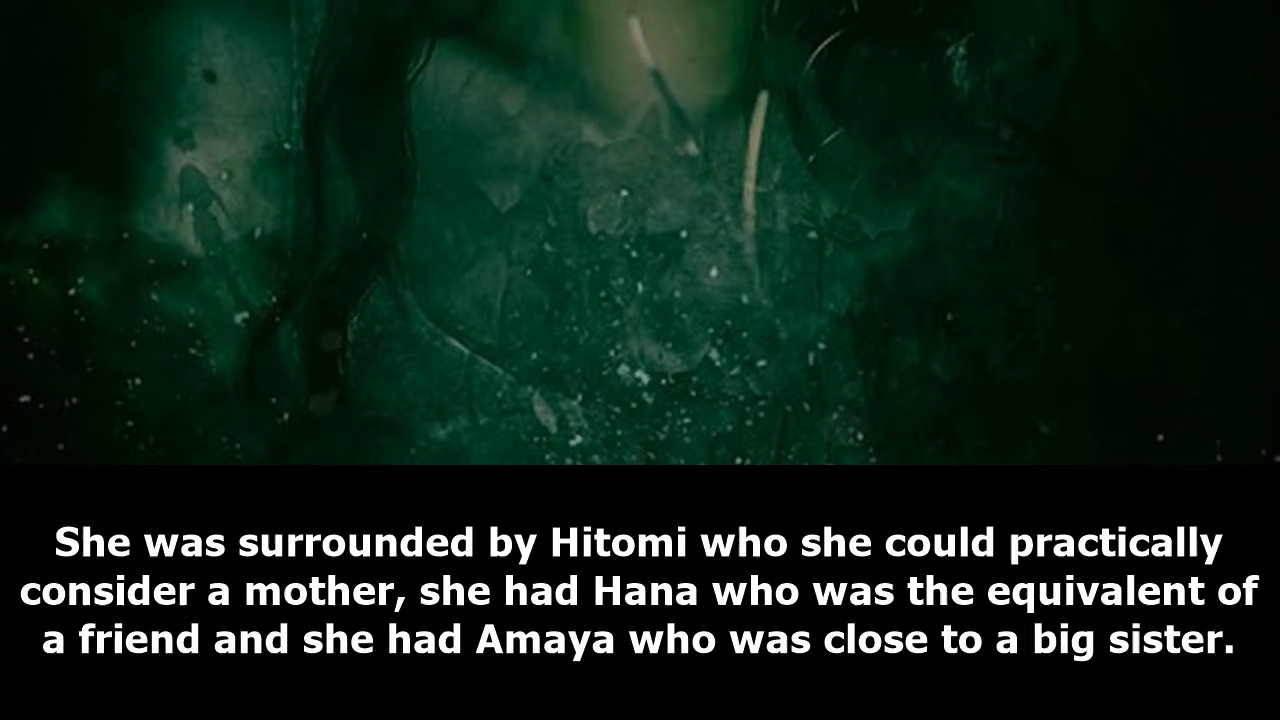 She was surrounded by Hitomi who she could practically
consider a mother, she had Hana who was the equivalent of
a friend and she had Amaya who was close to a big sister.